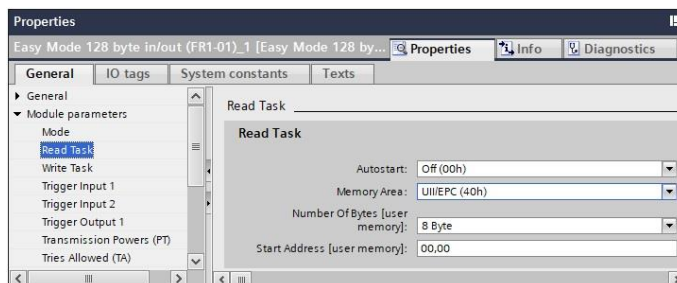 Properties
Easy Mode 128 byte in/out (FR1-01)_1 [Easy Mode 128 by...
Properties
Info
Diagnostics
General
IO tags
System constants
Texts
General
Module parameters
Mode
Read Task
Write Task
Trigger Input 1
Trigger Input 2
Trigger Output 1
Transmission Powers (PT)
Tries Allowed (TA)
Read Task
Read Task
Autostart: Off (00h)
Memory Area: UII/EPC (40h)
Number Of Bytes [user
memory]: 8 Byte
Start Address [user memory]: 00,00